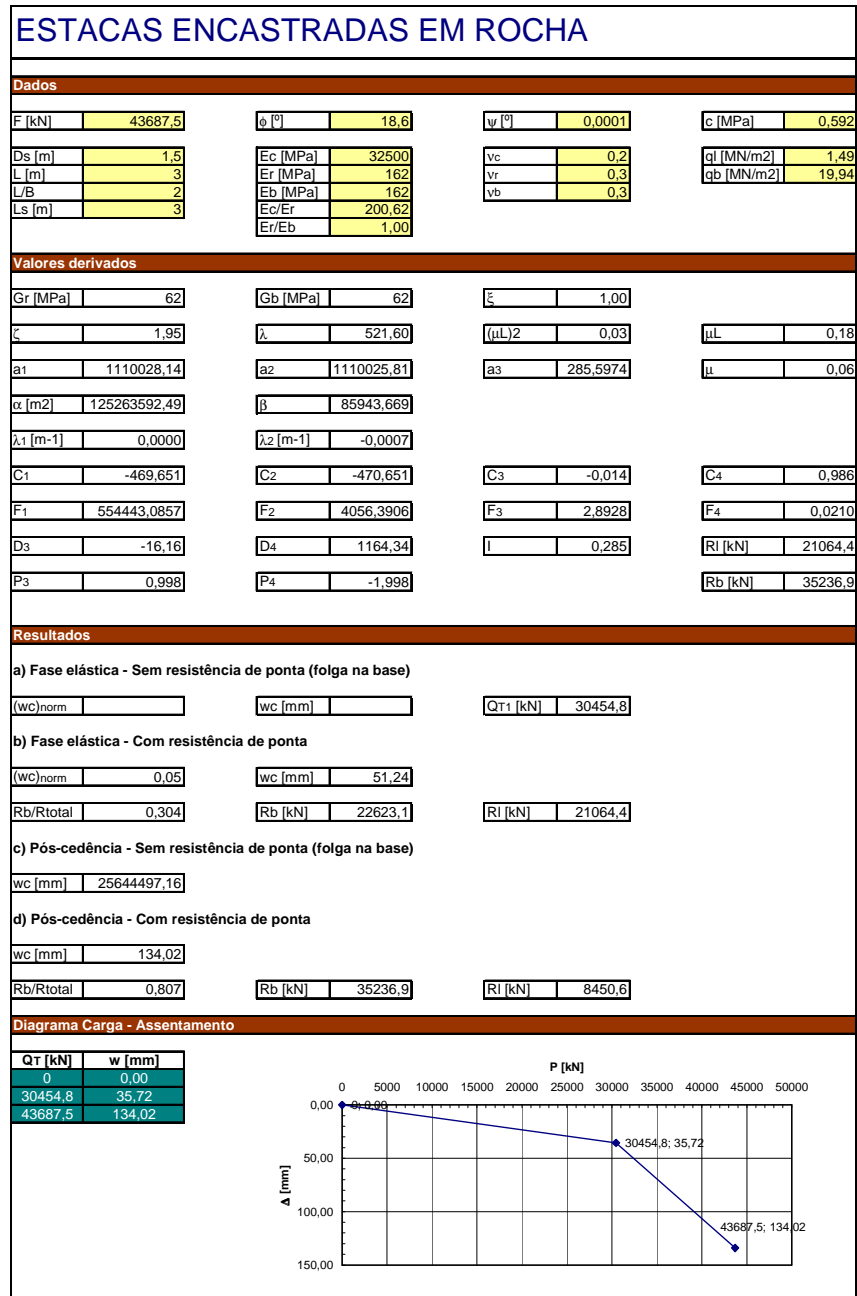 ESTACAS ENCASTRADAS EM ROCHA
Dados
F [kN] 43687,5 ϕ [º] 18,6 ψ [º] 0,0001 c [MPa] 0,592
Ds [m] 1,5 Ec [MPa] 32500 νc 0,2 ql [MN/m2] 1,49
L [m] 3 Er [MPa] 162 νr 0,3 qb [MN/m2] 19,94
L/B 2 Eb [MPa] 162 νb 0,3
Ls [m] 3 Ec/Er 200,62
Er/Eb 1,00
Valores derivados
Gr [MPa] 62 Gb [MPa] 62 ξ 1,00
ζ 1,95 λ 521,60 (μL)2 0,03 μL 0,18
a1 1110028,14 a2 1110025,81 a3 285,5974 μ 0,06
α [m2] 125263592,49 β 85943,669
λ1 [m-1] 0,0000 λ2 [m-1] -0,0007
C1 -469,651 C2 -470,651 C3 -0,014 C4 0,986
F1 554443,0857 F2 4056,3906 F3 2,8928 F4 0,0210
D3 -16,16 D4 1164,34 I 0,285 Rl [kN] 21064,4
P3 0,998 P4 -1,998 Rb [kN] 35236,9
Resultados
a) Fase elástica - Sem resistência de ponta (folga na base)
(wc)norm wc [mm] QT1 [kN] 30454,8
b) Fase elástica - Com resistência de ponta
(wc)norm 0,05 wc [mm] 51,24
Rb/Rtotal 0,304 Rb [kN] 22623,1 Rl [kN] 21064,4
c) Pós-cedência - Sem resistência de ponta (folga na base)
wc [mm] 25644497,16
d) Pós-cedência - Com resistência de ponta
wc [mm] 134,02
Rb/Rtotal 0,807 Rb [kN] 35236,9 Rl [kN] 8450,6
Diagrama Carga - Assentamento
QT [kN] w [mm]
0 0,00
30454,8 35,72
43687,5 134,02
P [kN]
0 5000 10000 15000 20000 25000 30000 35000 40000 45000 50000
0,00
0; 0,00
30454,8; 35,72
50,00
Δ [mm]
100,00
43687,5; 134,02
150,00